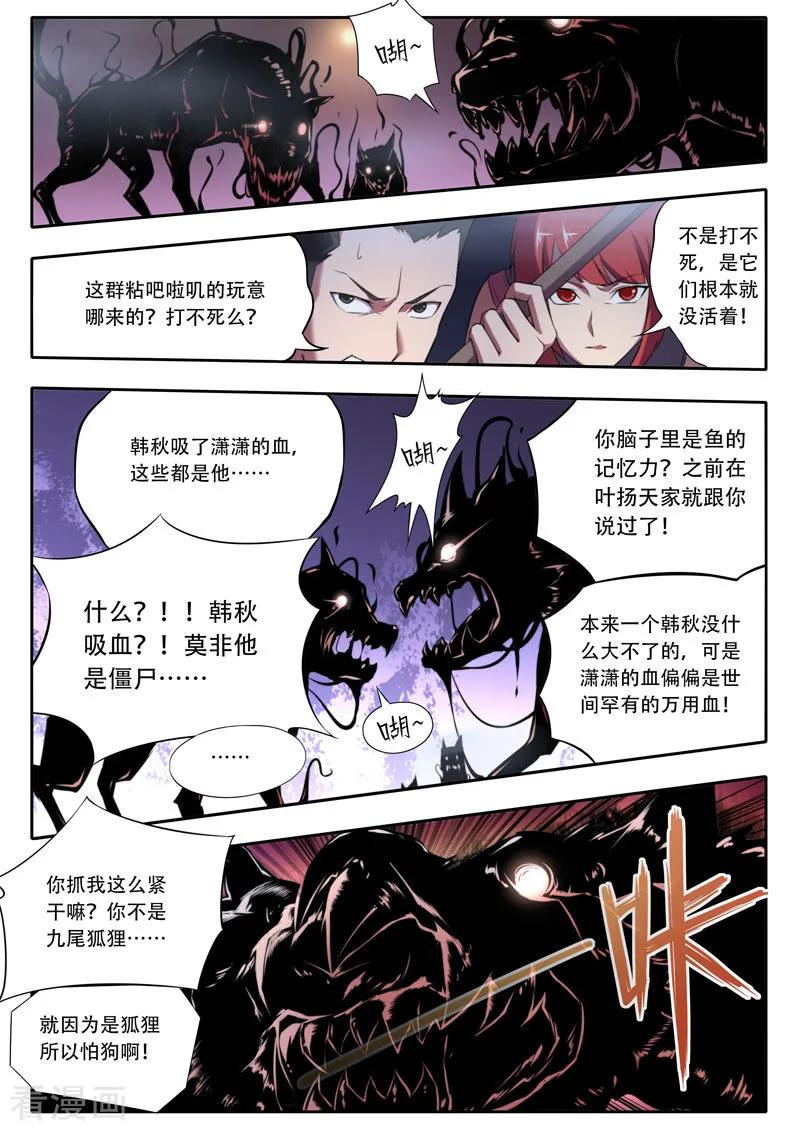 嘚~
这群粘吧啦叽的玩意
哪来的？打不死么？
不是打不
死，是它
们根本就
没活着！
韩秋吸了潇潇的血，
这些都是他……
嘚~
你脑子里是鱼的
记忆力？之前在
叶扬天家就跟你
说过了！
什么？！！韩秋
吸血？！莫非他
是僵尸……
本来一个韩秋没什
么大不了的，可是
潇潇的血偏偏是世
间罕有的万用血！
嘚~
……
你抓我这么紧
干嘛？你不是
九尾狐狸……
就因为是狐狸
所以怕狗啊！
咔
看漫画